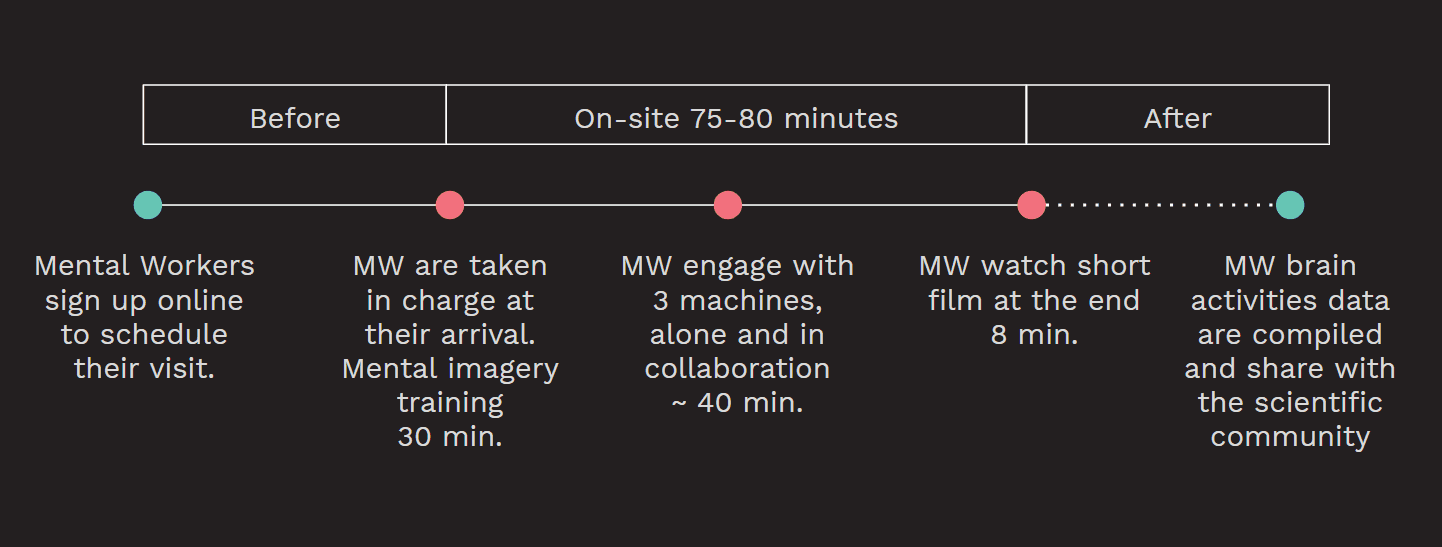 Before
On-site 75-80 minutes
After
Mental Workers
sign up online
to schedule
their visit.
MW are taken
in charge at
their arrival.
Mental imagery
training
30 min.
MW engage with
3 machines,
alone and in
collaboration
~ 40 min.
MW watch short
film at the end
8 min.
MW brain
activities data
are compiled
and share with
the scientific
community